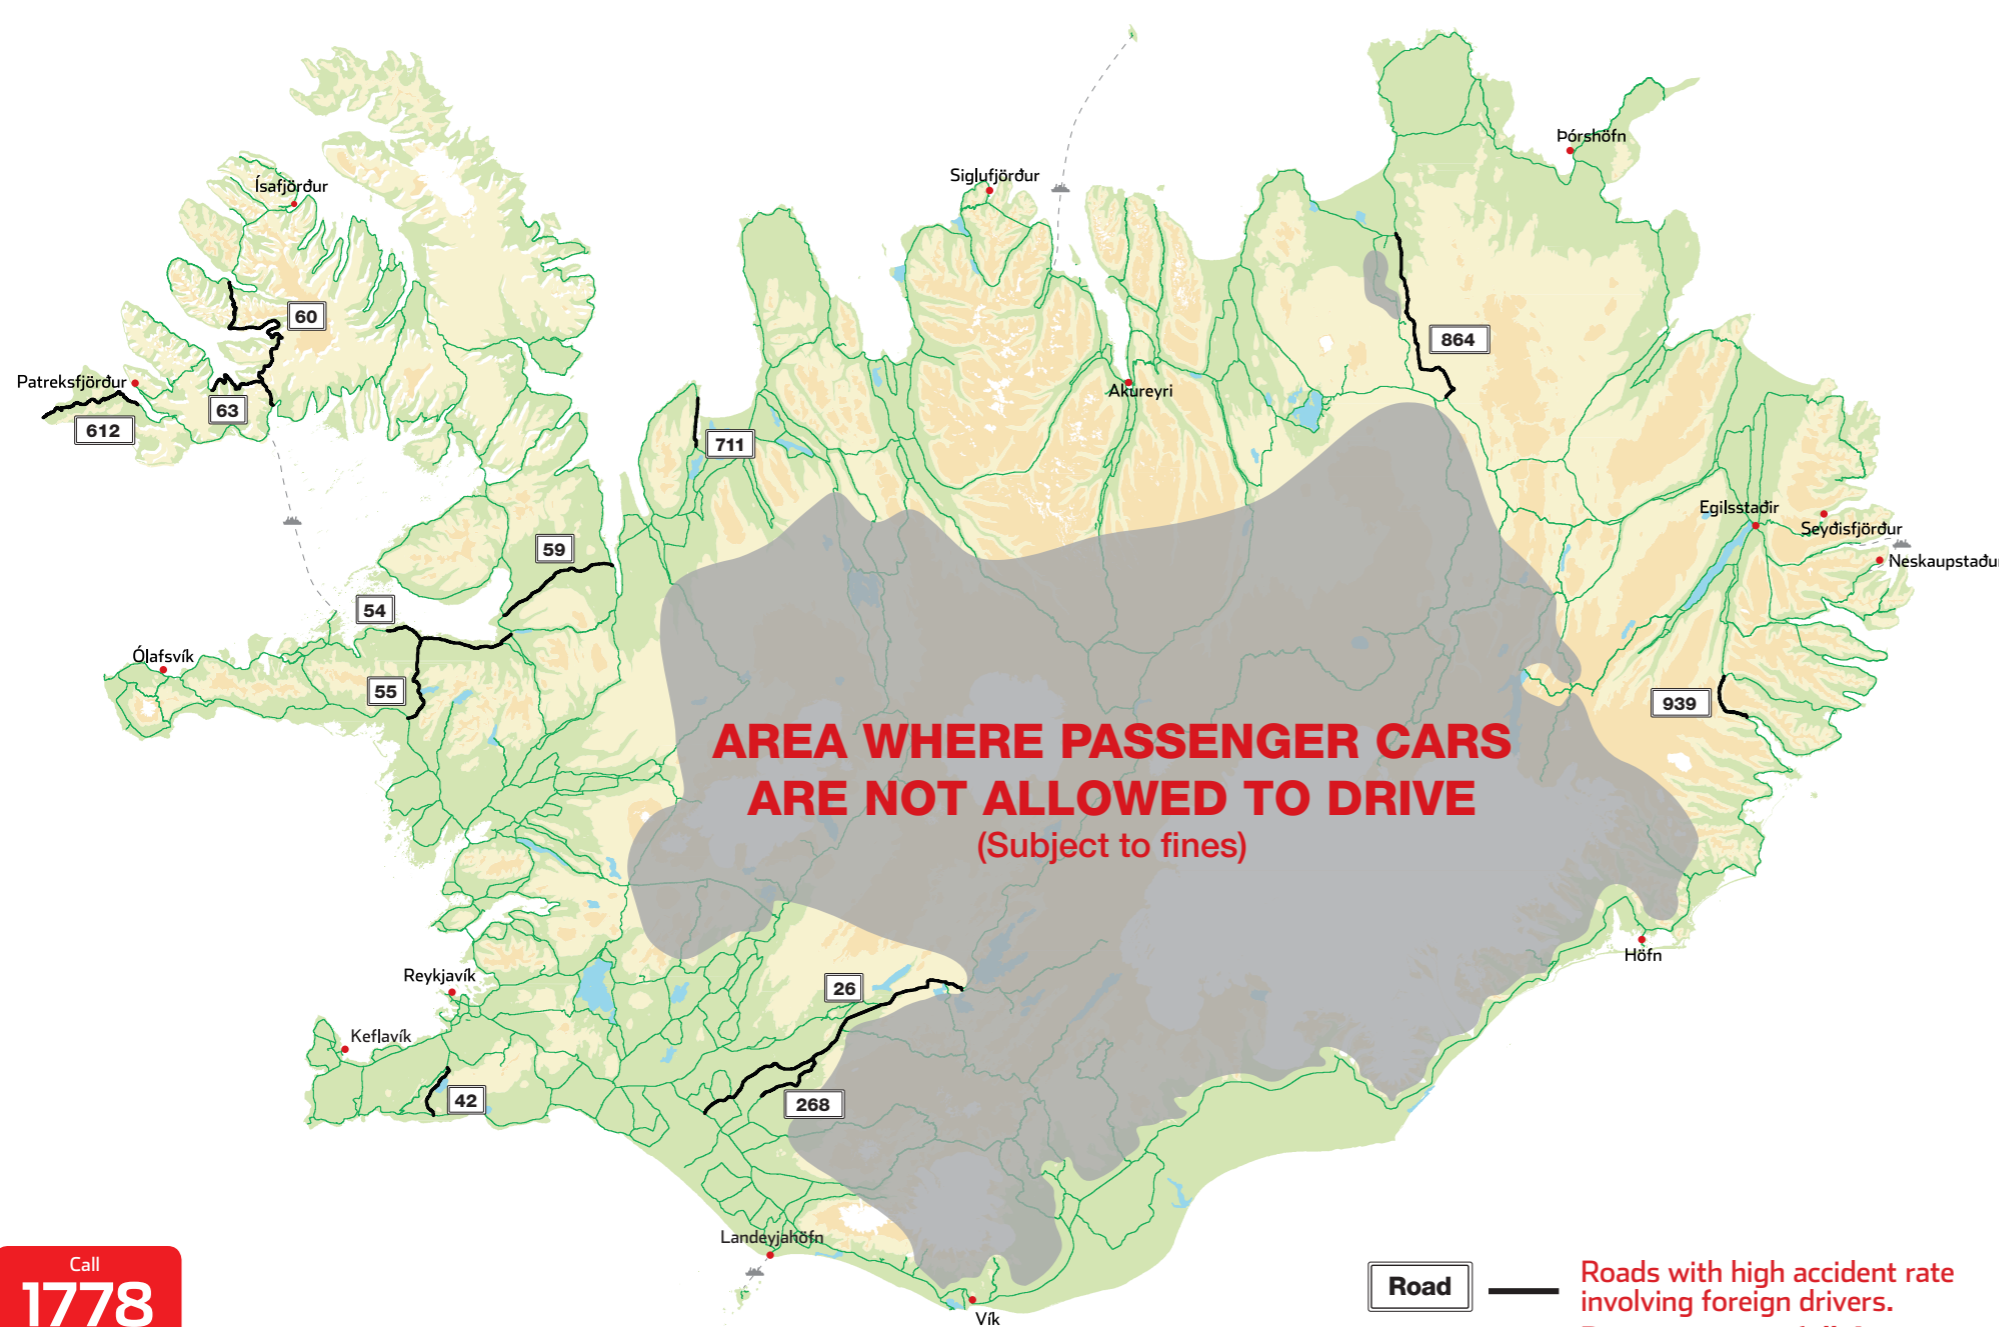 Þórshöfn
Siglufjörður
Ísafjörður
60
864
Patreksfjörður
Akureyri
63
612
711
Egilsstaðir
Seyðisfjörður
59
Neskaupstaðu
54
Ólafsvík
55
939
AREA WHERE PASSENGER CARS
ARE NOT ALLOWED TO DRIVE
(Subject to fines)
Höfn
Reykjavík
26
Keflavík
42
268
Landeyjahöfn
Vík
Call
1778
Road
Roads with high accident rate
involving foreign drivers.